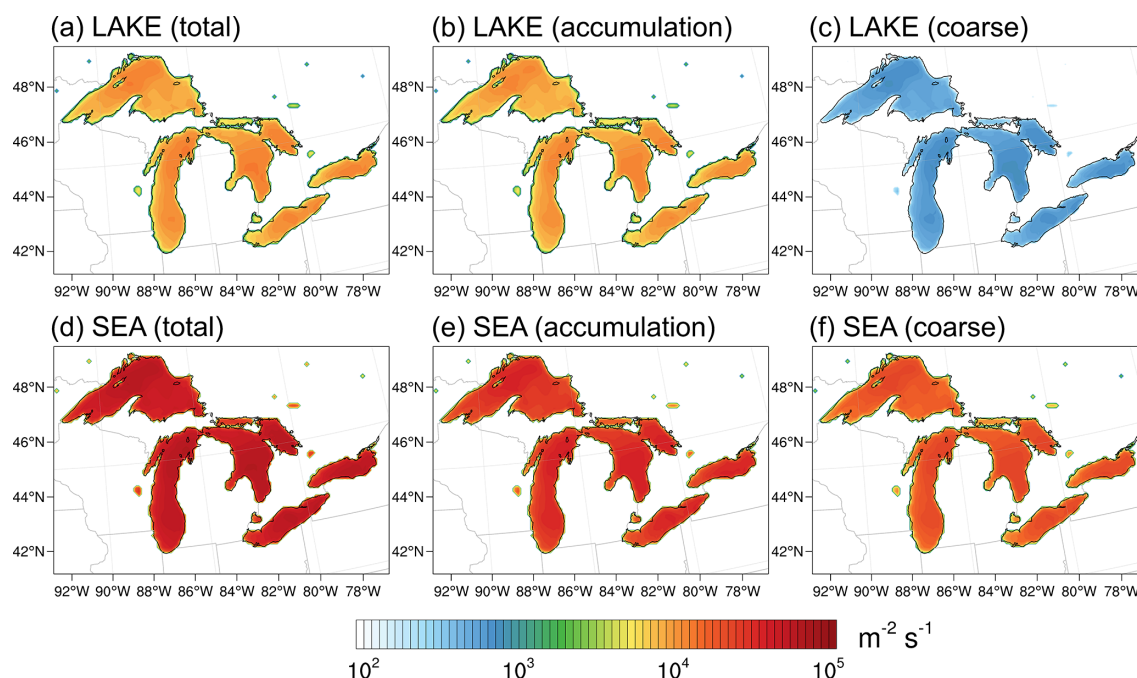 (a) LAKE (total) (b) LAKE (accumulation) (c) LAKE (coarse)
48°N 48°N 48°N
46°N 46°N 46°N
44°N 44°N 44°N
42°N 42°N 42°N
92°W 90°W 88°W 86°W 84°W 82°W 80°W 78°W 92°W 90°W 88°W 86°W 84°W 82°W 80°W 78°W 92°W 90°W 88°W 86°W 84°W 82°W 80°W 78°W
(d) SEA (total) (e) SEA (accumulation) (f) SEA (coarse)
48°N 48°N 48°N
46°N 46°N 46°N
44°N 44°N 44°N
42°N 42°N 42°N
92°W 90°W 88°W 86°W 84°W 82°W 80°W 78°W 92°W 90°W 88°W 86°W 84°W 82°W 80°W 78°W 92°W 90°W 88°W 86°W 84°W 82°W 80°W 78°W
m⁻² s⁻¹
10² 10³ 10⁴ 10⁵